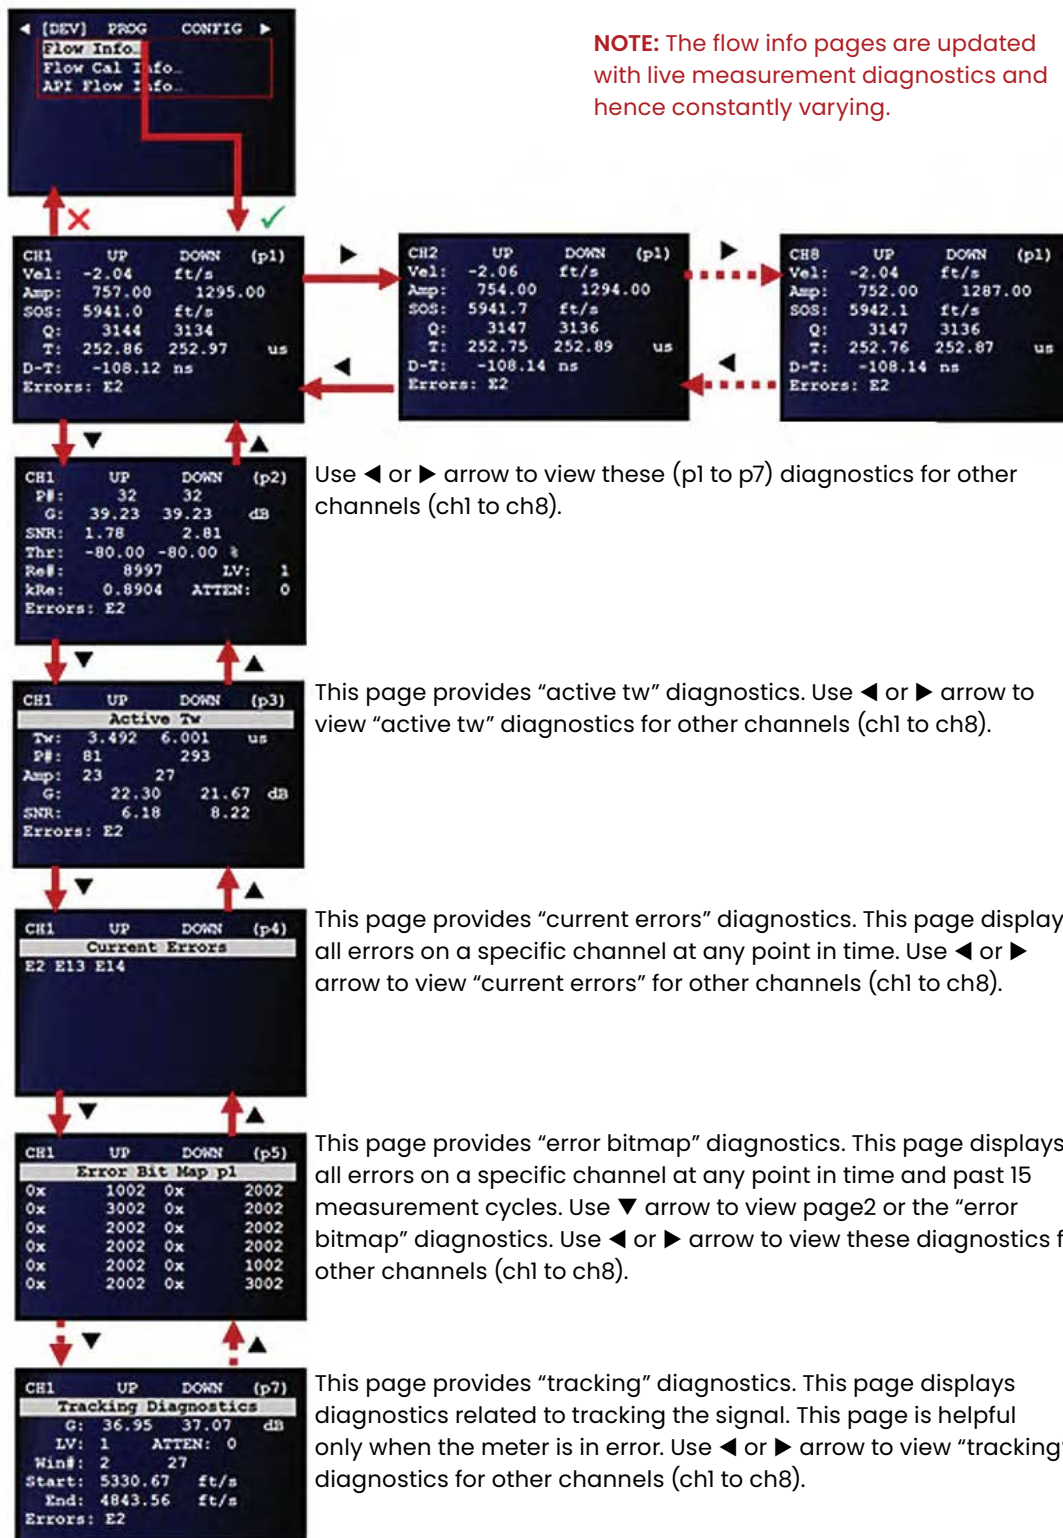 ◄ [DEV] PROG CONFIG ►
Flow Info…
Flow Cal Info…
API Flow Info…
NOTE: The flow info pages are updated
with live measurement diagnostics and
hence constantly varying.
CH1 UP DOWN (p1)
Vel: -2.04 ft/s
Amp: 757.00 1295.00
SOS: 5941.0 ft/s
Q: 3144 3134
T: 252.86 252.97 us
D-T: -108.12 ns
Errors: E2
CH2 UP DOWN (p1)
Vel: -2.06 ft/s
Amp: 754.00 1294.00
SOS: 5941.7 ft/s
Q: 3147 3136
T: 252.75 252.89 us
D-T: -108.14 ns
Errors: E2
CH8 UP DOWN (p1)
Vel: -2.04 ft/s
Amp: 752.00 1287.00
SOS: 5942.1 ft/s
Q: 3147 3136
T: 252.76 252.87 us
D-T: -108.14 ns
Errors: E2
CH1 UP DOWN (p2)
P#: 32 32
G: 39.23 39.23 dB
SNR: 1.78 2.81
Thr: -80.00 -80.00 %
Re#: 8997 LV: 1
kRe: 0.8904 ATTEN: 0
Errors: E2
Use ◄ or ► arrow to view these (p1 to p7) diagnostics for other
channels (ch1 to ch8).
CH1 UP DOWN (p3)
Active Tw
Tw: 3.492 6.001 us
P#: 81 293
Amp: 23 27
G: 22.30 21.67 dB
SNR: 6.18 8.22
Errors: E2
This page provides “active tw” diagnostics. Use ◄ or ► arrow to
view “active tw” diagnostics for other channels (ch1 to ch8).
CH1 UP DOWN (p4)
Current Errors
E2 E13 E14
This page provides “current errors” diagnostics. This page display
all errors on a specific channel at any point in time. Use ◄ or ►
arrow to view “current errors” for other channels (ch1 to ch8).
CH1 UP DOWN (p5)
Error Bit Map p1
0x 1002 0x 2002
0x 3002 0x 2002
0x 2002 0x 2002
0x 2002 0x 2002
0x 2002 0x 1002
0x 2002 0x 3002
This page provides “error bitmap” diagnostics. This page displays
all errors on a specific channel at any point in time and past 15
measurement cycles. Use ▼ arrow to view page2 or the “error
bitmap” diagnostics. Use ◄ or ► arrow to view these diagnostics f
other channels (ch1 to ch8).
CH1 UP DOWN (p7)
Tracking Diagnostics
G: 36.95 37.07 dB
LV: 1 ATTEN: 0
Win#: 2 27
Start: 5330.67 ft/s
End: 4843.56 ft/s
Errors: E2
This page provides “tracking” diagnostics. This page displays
diagnostics related to tracking the signal. This page is helpful
only when the meter is in error. Use ◄ or ► arrow to view “tracking”
diagnostics for other channels (ch1 to ch8).